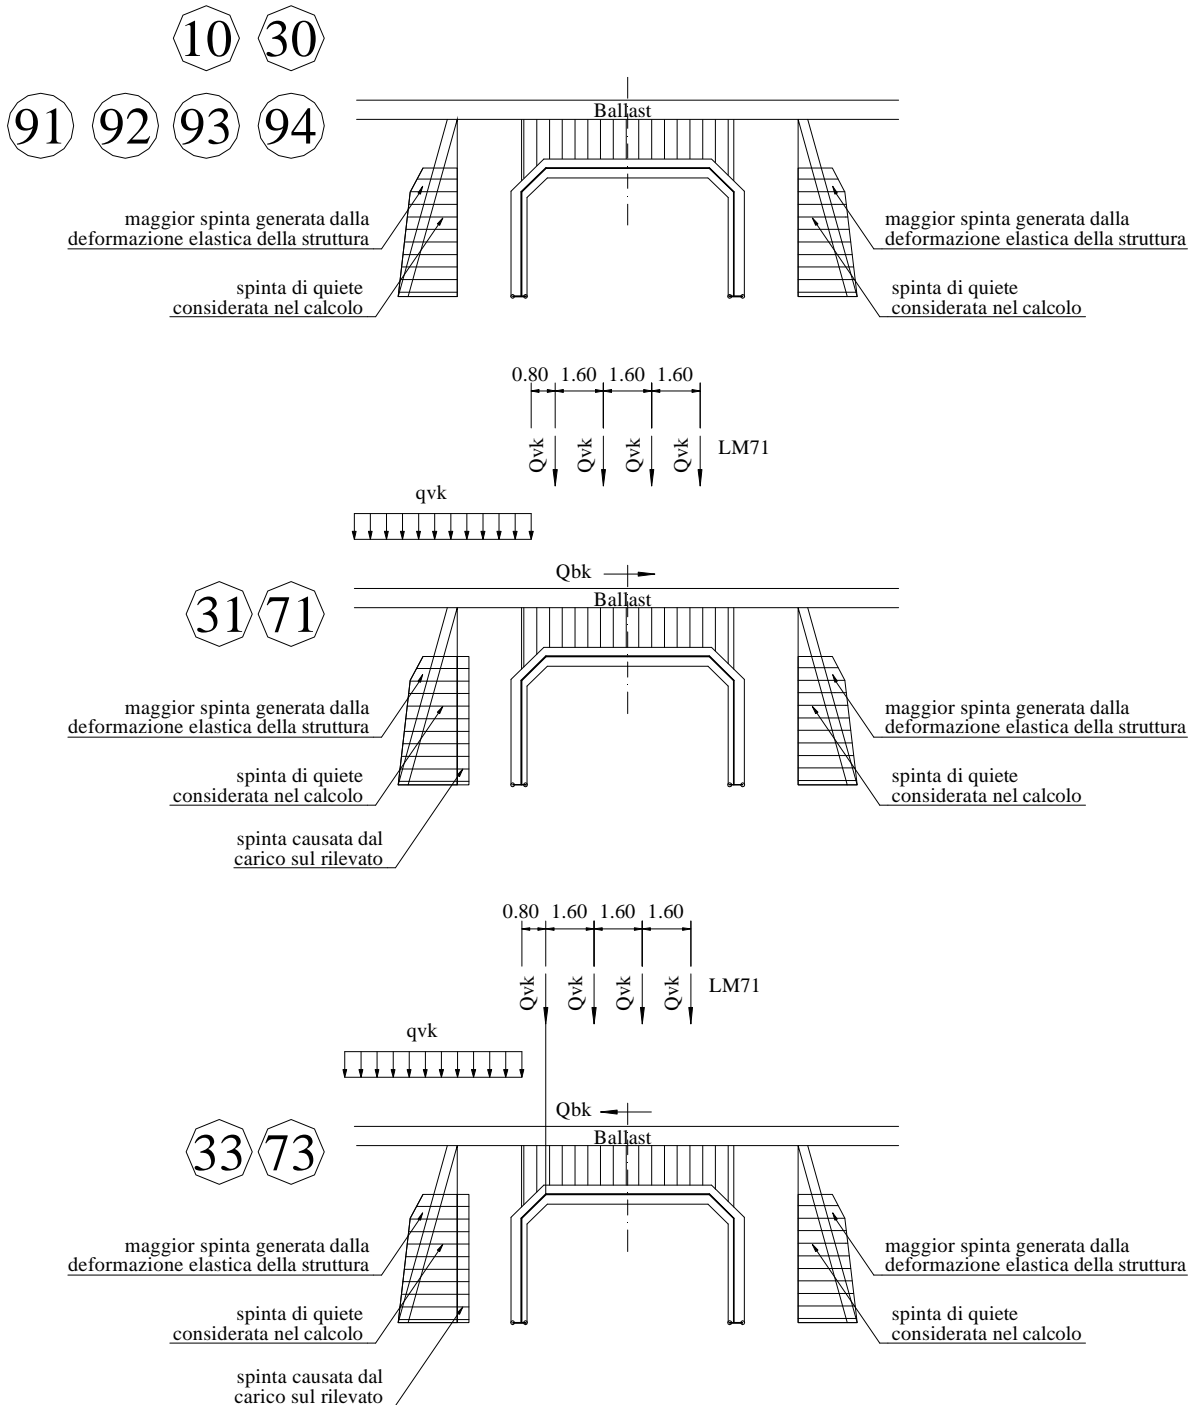 10 30
91 92 93 94
Ballast
maggior spinta generata dalla
deformazione elastica della struttura
spinta di quiete
considerata nel calcolo
maggior spinta generata dalla
deformazione elastica della struttura
spinta di quiete
considerata nel calcolo
0.80 1.60 1.60 1.60
Qvk Qvk Qvk Qvk LM71
qvk
Qbk
31 71
Ballast
maggior spinta generata dalla
deformazione elastica della struttura
spinta di quiete
considerata nel calcolo
spinta causata dal
carico sul rilevato
maggior spinta generata dalla
deformazione elastica della struttura
spinta di quiete
considerata nel calcolo
0.80 1.60 1.60 1.60
Qvk Qvk Qvk Qvk LM71
qvk
Qbk
33 73
Ballast
maggior spinta generata dalla
deformazione elastica della struttura
spinta di quiete
considerata nel calcolo
spinta causata dal
carico sul rilevato
maggior spinta generata dalla
deformazione elastica della struttura
spinta di quiete
considerata nel calcolo